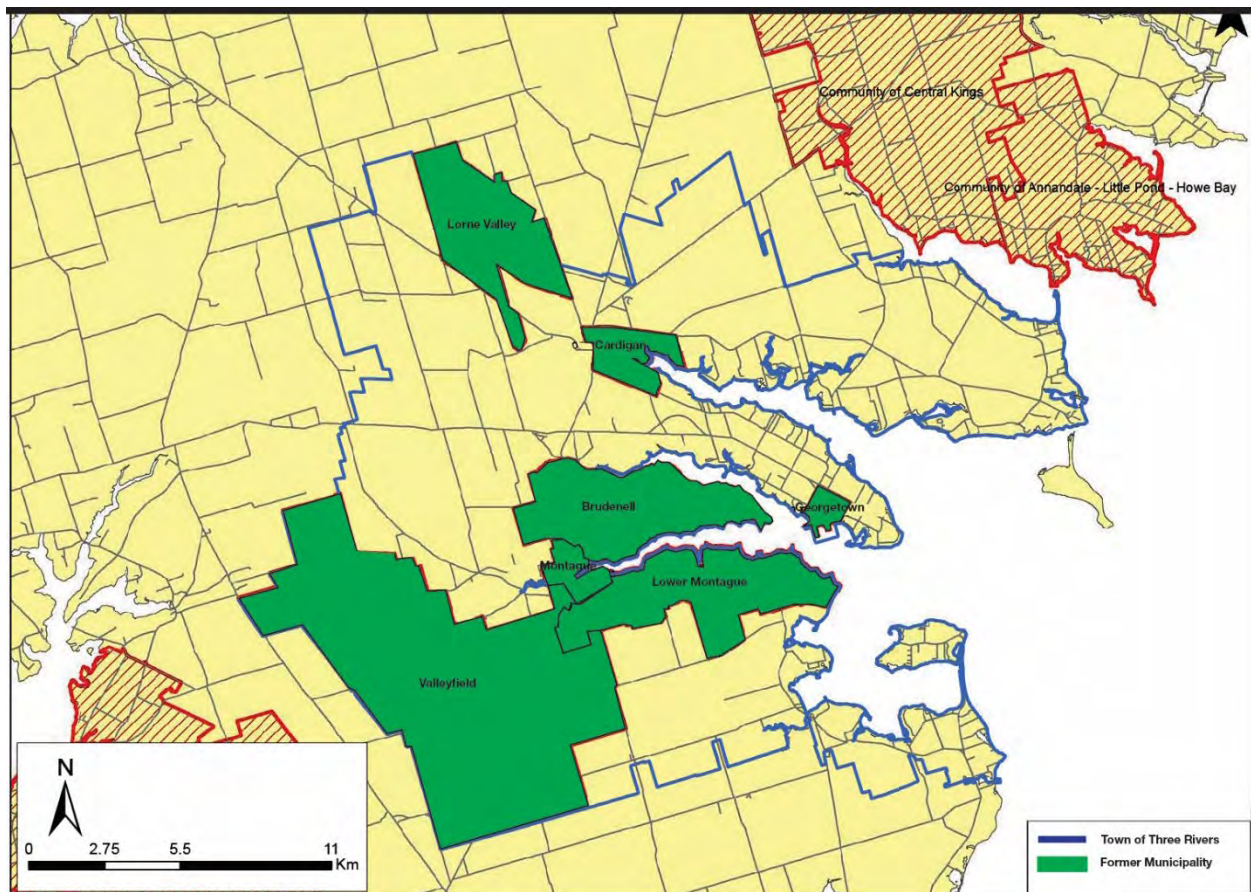 Community of Central Kings
Community of Annandale - Little Pond - Howe Bay
Lorne Valley
Cardigan
Brudenell
Georgetown
Montague
Lower Montague
Valleyfield
N
0 2.75 5.5 11
Km
Town of Three Rivers
Former Municipality